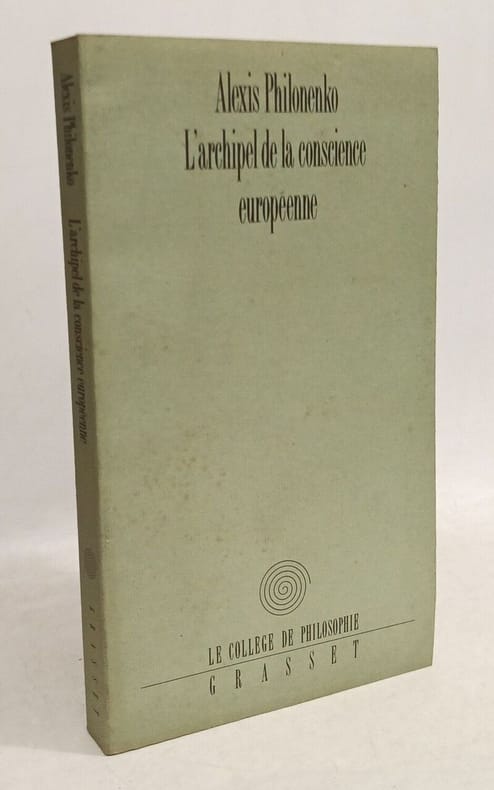 Alexis Philonenko
L'archipel de la conscience
européenne
LE COLLEGE DE PHILOSOPHIE
GRASSET
Alexis Philonenko L'archipel de la conscience européenne
GRASSET